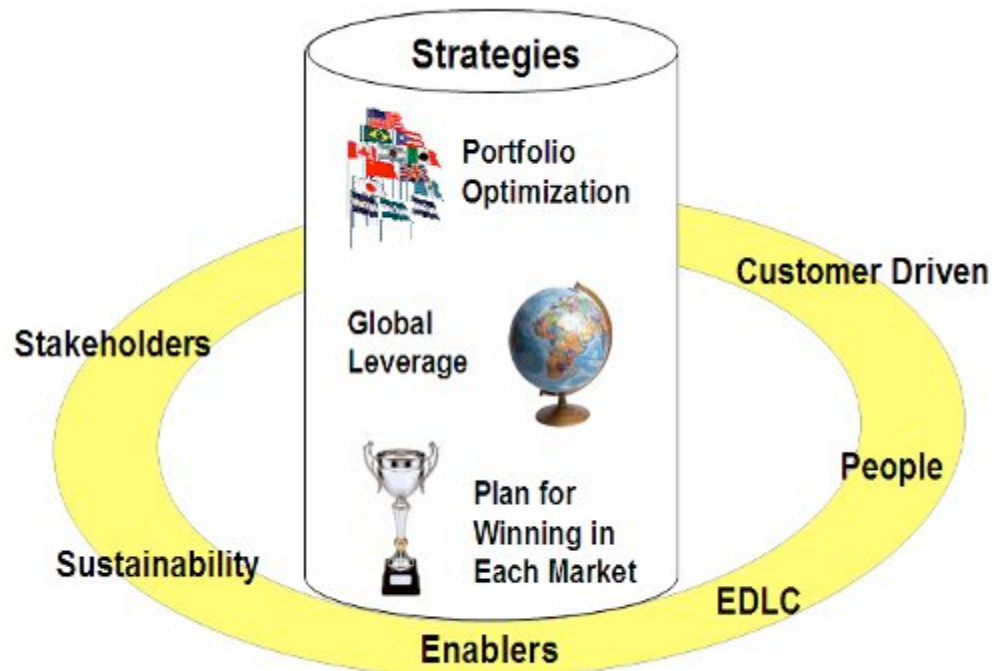 Strategies
Portfolio
Optimization
Customer Driven
Global
Leverage
Stakeholders
People
Plan for
Winning in
Each Market
Sustainability
EDLC
Enablers